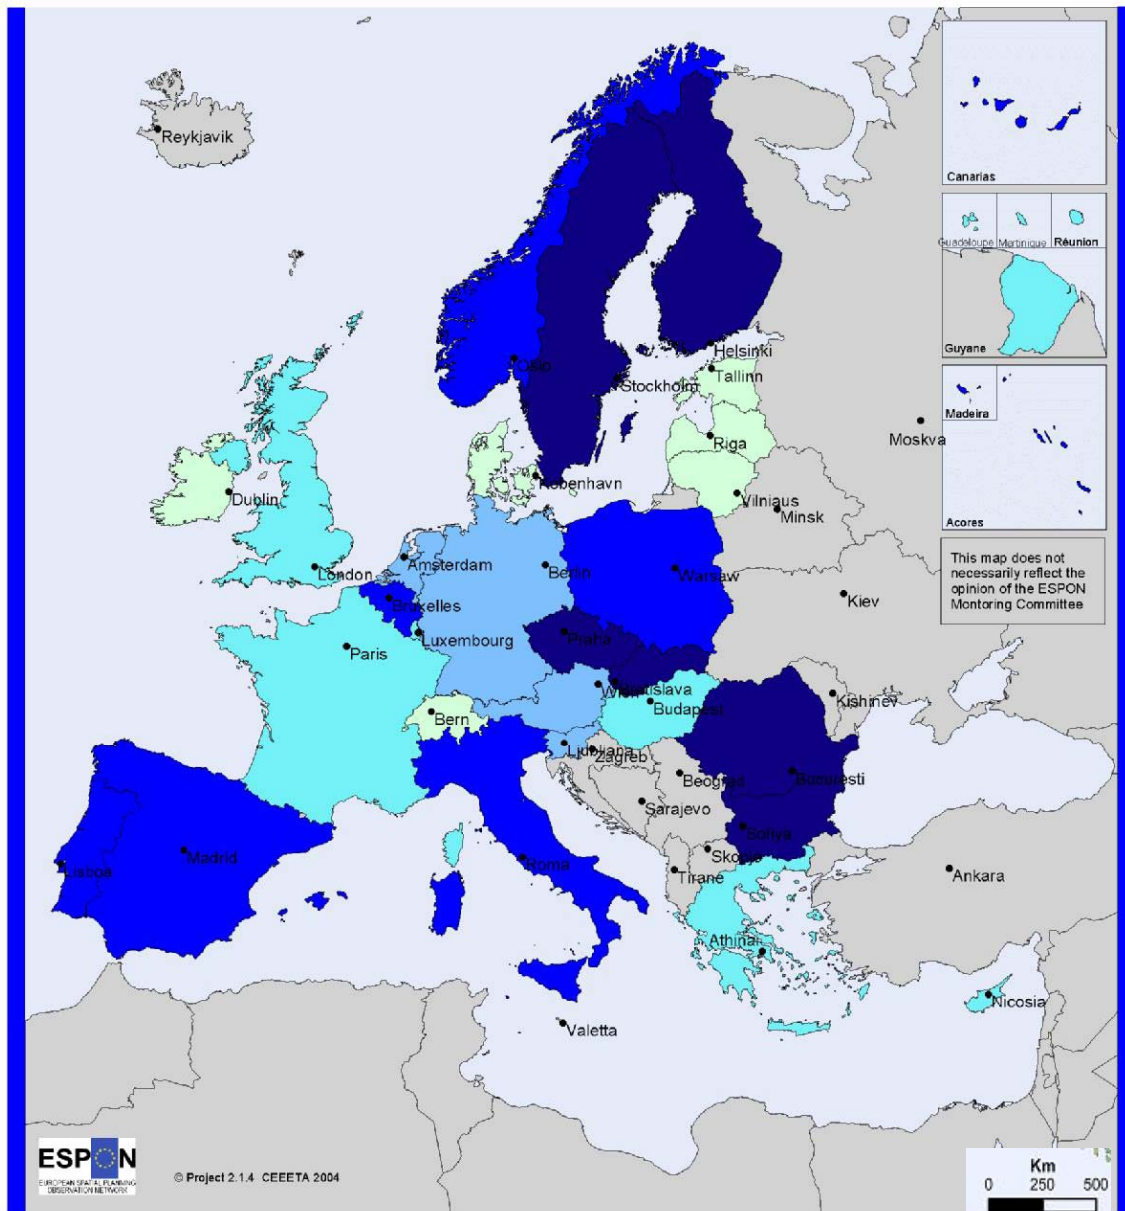 Reykjavik
Canarias
Guadeloupe
Martinique
Réunion
Guyane
Oslo
Helsinki
Tallinn
Stockholm
Madeira
Riga
Moskva
København
Dublin
Vilniaus
Minsk
Acores
This map does not
necessarily reflect the
opinion of the ESPON
Montoring Committee
London
Amsterdam
Berlin
Warsaw
Kiev
Bruxelles
Luxembourg
Praha
Paris
Wien
Bratislava
Budapest
Kishinev
Bern
Ljubljana
Zagreb
Beograd
Bucuresti
Sarajevo
Sofiya
Madrid
Lisboa
Roma
Skopje
Tirane
Ankara
Athinai
Nicosia
Valetta
ESPON
EUROPEAN SPATIAL PLANNING
OBSERVATION NETWORK
© Project 2.1.4 CEEETA 2004
Km
0 250 500